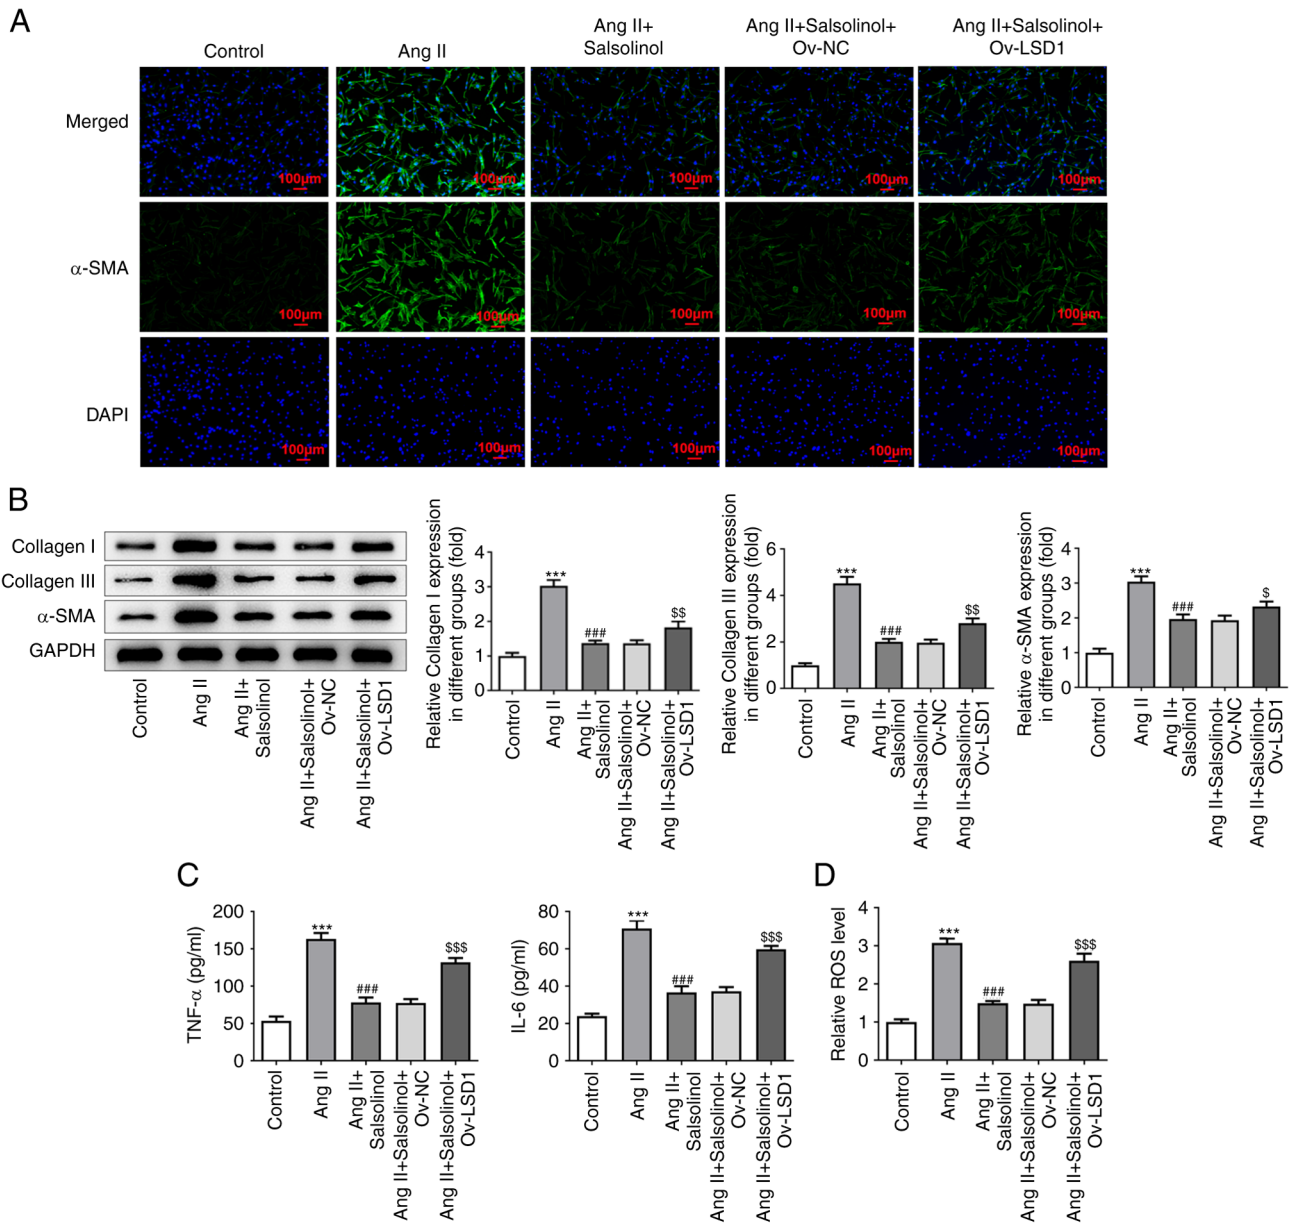 A
Control
Ang II
Ang II+
Salsolinol
Ang II+Salsolinol+
Ov-NC
Ang II+Salsolinol+
Ov-LSD1
Merged
100μm
100μm
100μm
100μm
100μm
α-SMA
100μm
100μm
100μm
100μm
100μm
DAPI
100μm
100μm
100μm
100μm
100μm
B
Collagen I
Collagen III
α-SMA
GAPDH
Control
Ang II
Ang II+
Salsolinol
Ang II+Salsolinol+
Ov-NC
Ang II+Salsolinol+
Ov-LSD1
Relative Collagen I expression
in different groups (fold)
4
3
2
1
0
***
###
$$
Control
Ang II
Ang II+
Salsolinol
Ang II+Salsolinol+
Ov-NC
Ang II+Salsolinol+
Ov-LSD1
Relative Collagen III expression
in different groups (fold)
6
4
2
0
***
###
$$
Control
Ang II
Ang II+
Salsolinol
Ang II+Salsolinol+
Ov-NC
Ang II+Salsolinol+
Ov-LSD1
Relative α-SMA expression
in different groups (fold)
4
3
2
1
0
***
###
$
Control
Ang II
Ang II+
Salsolinol
Ang II+Salsolinol+
Ov-NC
Ang II+Salsolinol+
Ov-LSD1
C
TNF-α (pg/ml)
200
150
100
50
0
***
###
$$$
Control
Ang II
Ang II+
Salsolinol
Ang II+Salsolinol+
Ov-NC
Ang II+Salsolinol+
Ov-LSD1
IL-6 (pg/ml)
80
60
40
20
0
***
###
$$$
Control
Ang II
Ang II+
Salsolinol
Ang II+Salsolinol+
Ov-NC
Ang II+Salsolinol+
Ov-LSD1
D
Relative ROS level
4
3
2
1
0
***
###
$$$
Control
Ang II
Ang II+
Salsolinol
Ang II+Salsolinol+
Ov-NC
Ang II+Salsolinol+
Ov-LSD1